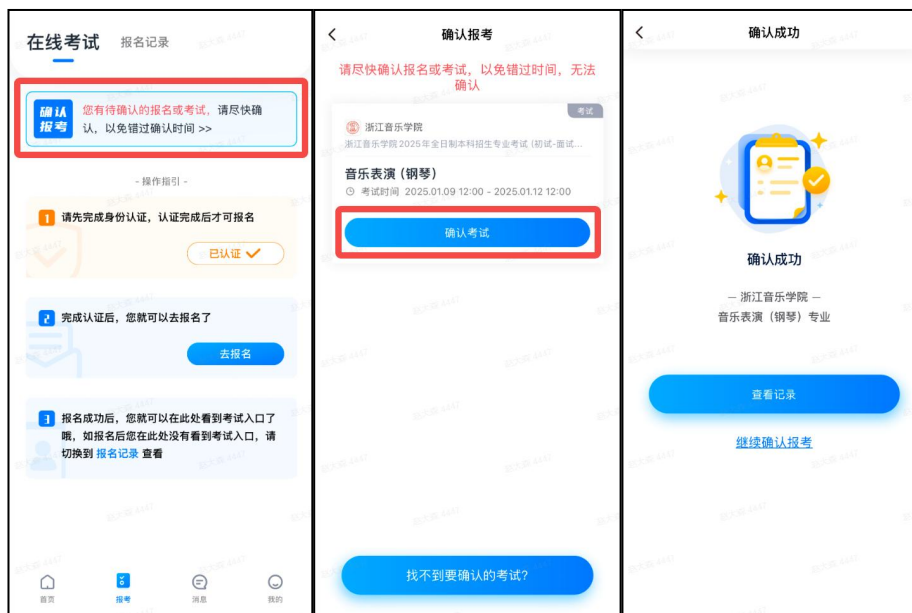 在线考试 报名记录
确认
报考
您有待确认的报名或考试，请尽快确
认，以免错过确认时间 >>
- 操作指引 -
1 请先完成身份认证，认证完成后才可报名
已认证
2 完成认证后，您就可以去报名了
去报名
3 报名成功后，您就可以在此处看到考试入口了
哦，如报名后您在此处没有看到考试入口，请
切换到 报名记录 查看
首页 报考 消息 我的
确认报考
请尽快确认报名或考试，以免错过时间，无法
确认
考试
浙江音乐学院
浙江音乐学院2025年全日制本科招生专业考试 (初试-面试...
音乐表演（钢琴）
考试时间 2025.01.09 12:00 - 2025.01.12 12:00
确认考试
找不到要确认的考试?
确认成功
确认成功
— 浙江音乐学院 —
音乐表演（钢琴）专业
查看记录
继续确认报考